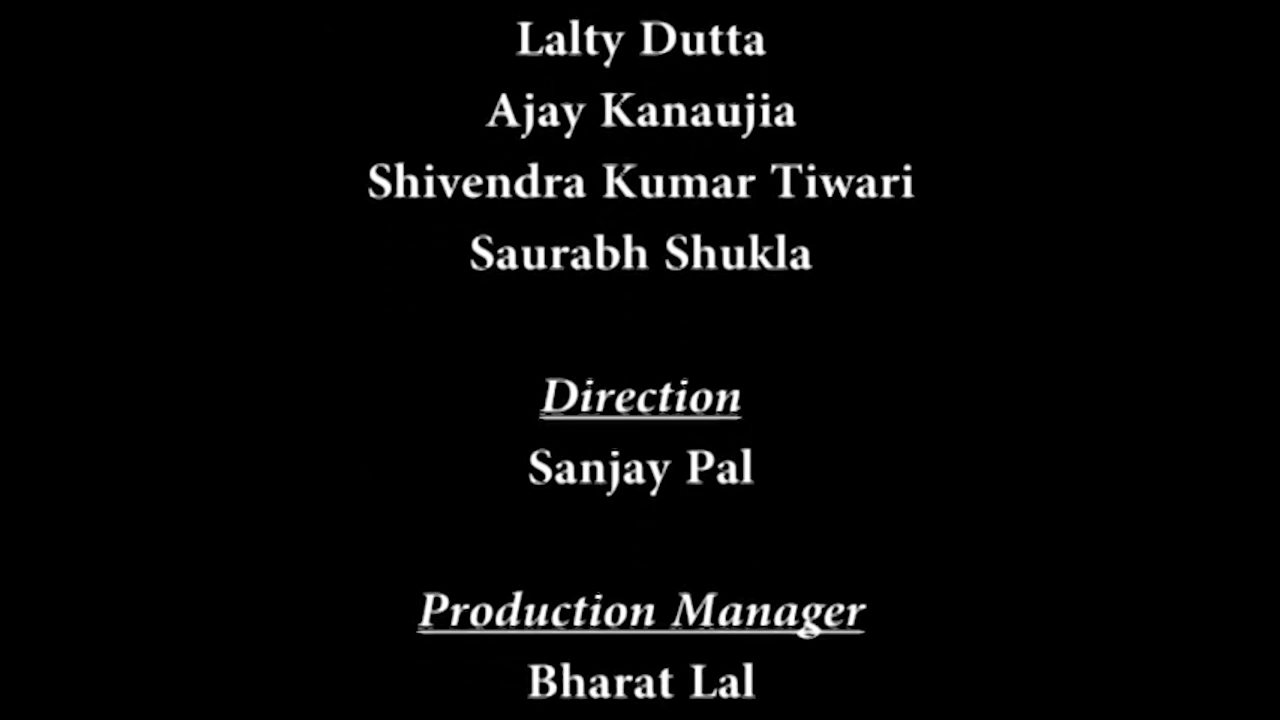 Lalty Dutta
Ajay Kanaujia
Shivendra Kumar Tiwari
Saurabh Shukla
Direction
Sanjay Pal
Production Manager
Bharat Lal